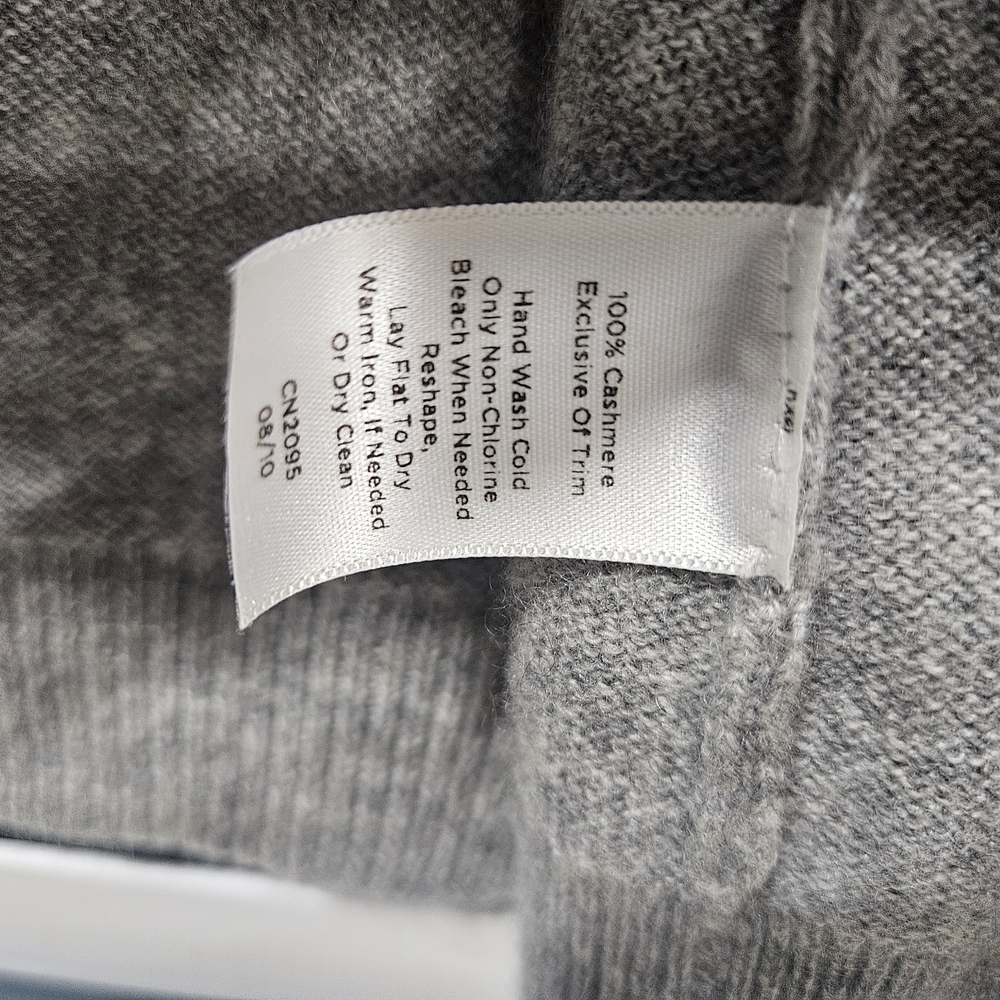 100% Cashmere
Exclusive Of Trim
Hand Wash Cold
Only Non-Chlorine
Bleach When Needed
Reshape,
Lay Flat To Dry
Warm Iron, If Needed
Or Dry Clean
CN2095
08/10